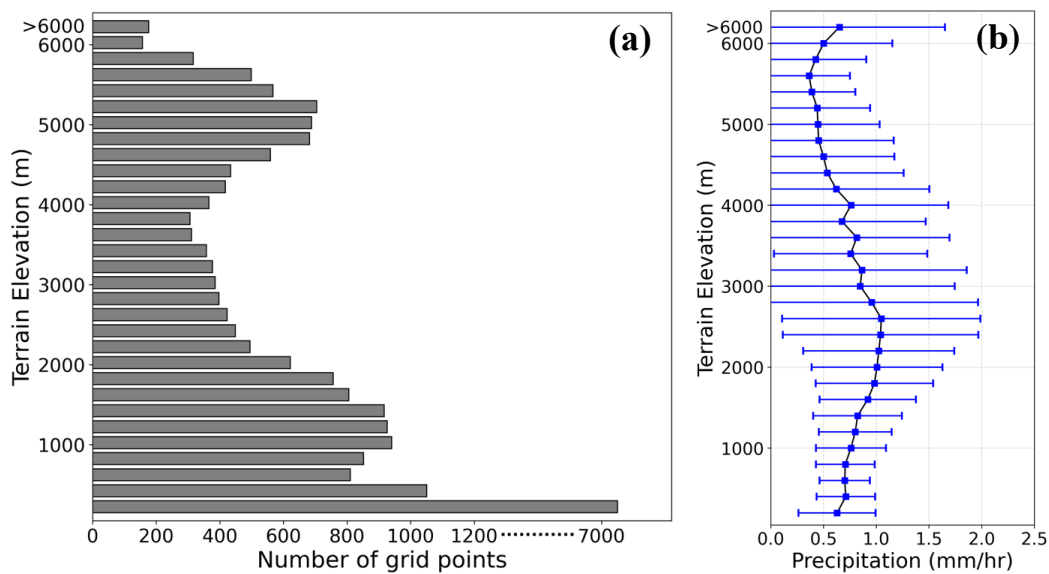 (a)
>6000
6000
5000
4000
3000
2000
1000
Terrain Elevation (m)
0 200 400 600 800 1000 1200 7000
Number of grid points
(b)
>6000
6000
5000
4000
3000
2000
1000
Terrain Elevation (m)
0.0 0.5 1.0 1.5 2.0 2.5
Precipitation (mm/hr)